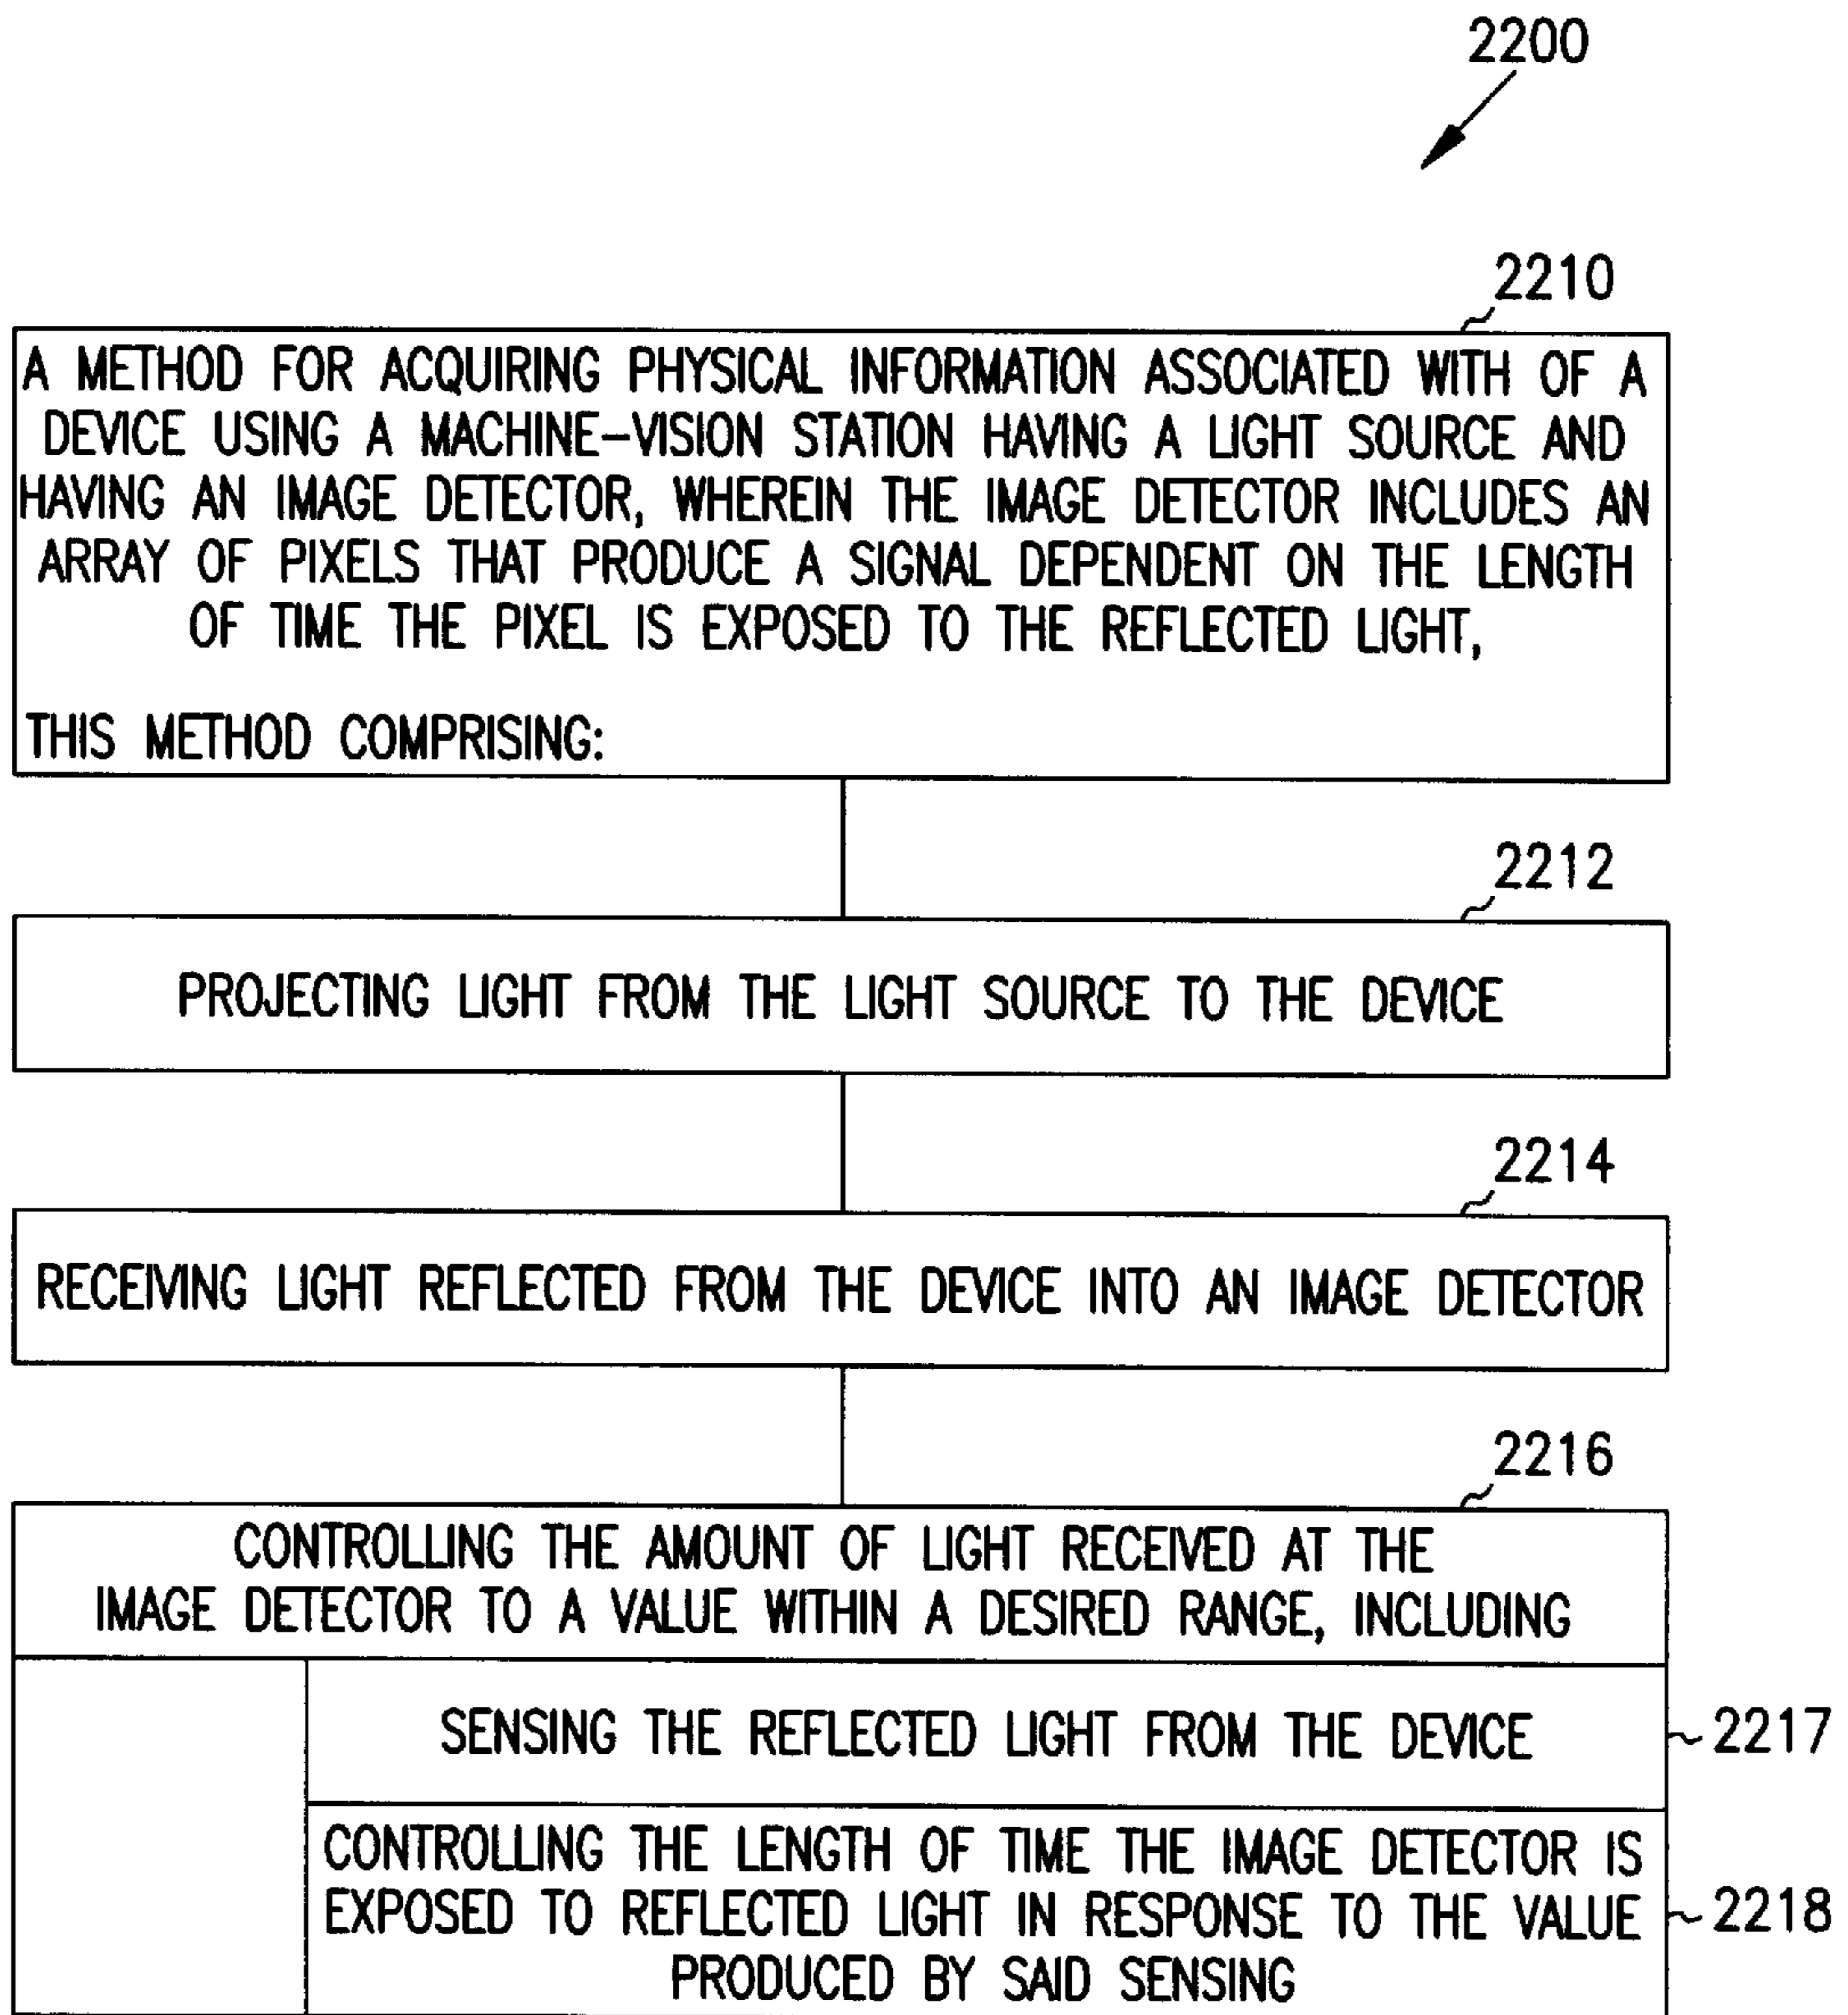 2200
2210
A METHOD FOR ACQUIRING PHYSICAL INFORMATION ASSOCIATED WITH OF A
DEVICE USING A MACHINE-VISION STATION HAVING A LIGHT SOURCE AND
HAVING AN IMAGE DETECTOR, WHEREIN THE IMAGE DETECTOR INCLUDES AN
ARRAY OF PIXELS THAT PRODUCE A SIGNAL DEPENDENT ON THE LENGTH
OF TIME THE PIXEL IS EXPOSED TO THE REFLECTED LIGHT,
THIS METHOD COMPRISING:
2212
PROJECTING LIGHT FROM THE LIGHT SOURCE TO THE DEVICE
2214
RECEIVING LIGHT REFLECTED FROM THE DEVICE INTO AN IMAGE DETECTOR
2216
CONTROLLING THE AMOUNT OF LIGHT RECEIVED AT THE
IMAGE DETECTOR TO A VALUE WITHIN A DESIRED RANGE, INCLUDING
SENSING THE REFLECTED LIGHT FROM THE DEVICE
2217
CONTROLLING THE LENGTH OF TIME THE IMAGE DETECTOR IS
EXPOSED TO REFLECTED LIGHT IN RESPONSE TO THE VALUE
2218
PRODUCED BY SAID SENSING